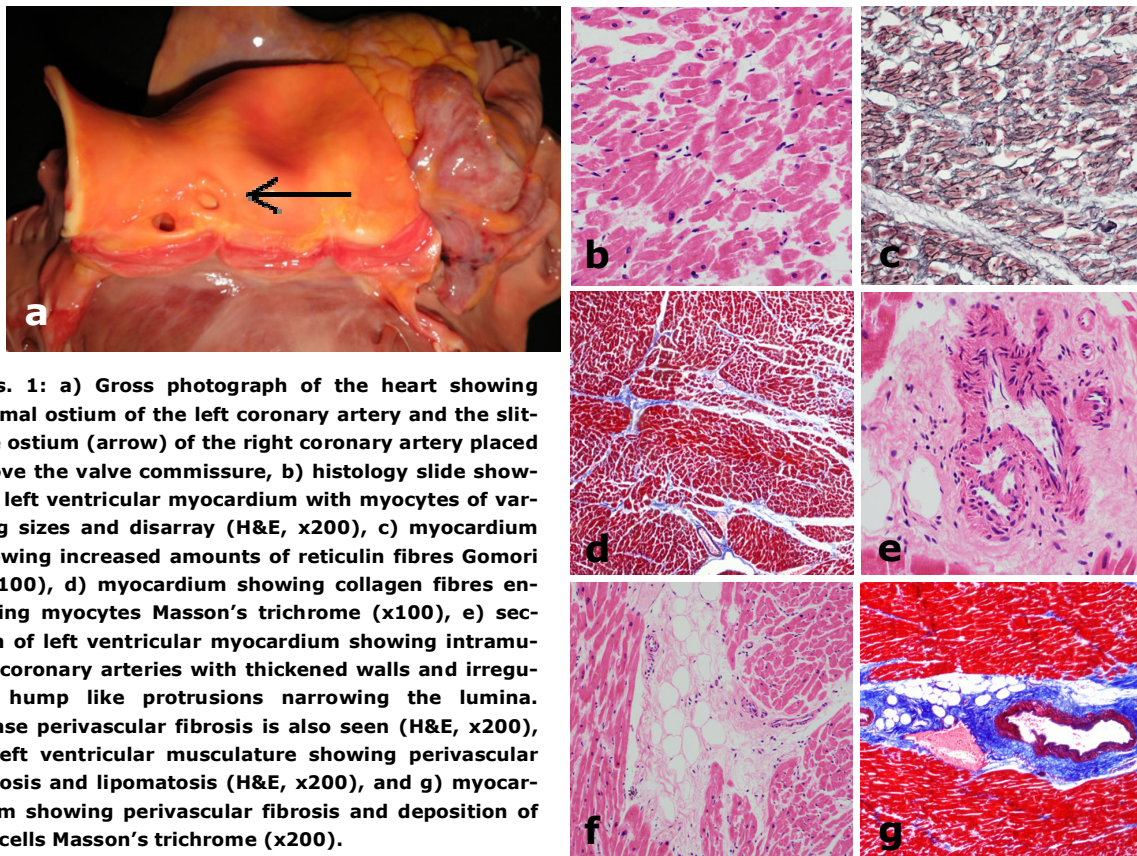 a
b
c
d
e
f
g
s. 1: a) Gross photograph of the heart showing
mal ostium of the left coronary artery and the slit-
e ostium (arrow) of the right coronary artery placed
ove the valve commissure, b) histology slide show-
left ventricular myocardium with myocytes of var-
g sizes and disarray (H&E, x200), c) myocardium
owing increased amounts of reticulin fibres Gomori
100), d) myocardium showing collagen fibres en-
ing myocytes Masson’s trichrome (x100), e) sec-
n of left ventricular myocardium showing intramu-
coronary arteries with thickened walls and irregu-
hump like protrusions narrowing the lumina.
nse perivascular fibrosis is also seen (H&E, x200),
eft ventricular musculature showing perivascular
osis and lipomatosis (H&E, x200), and g) myocar-
m showing perivascular fibrosis and deposition of
cells Masson’s trichrome (x200).